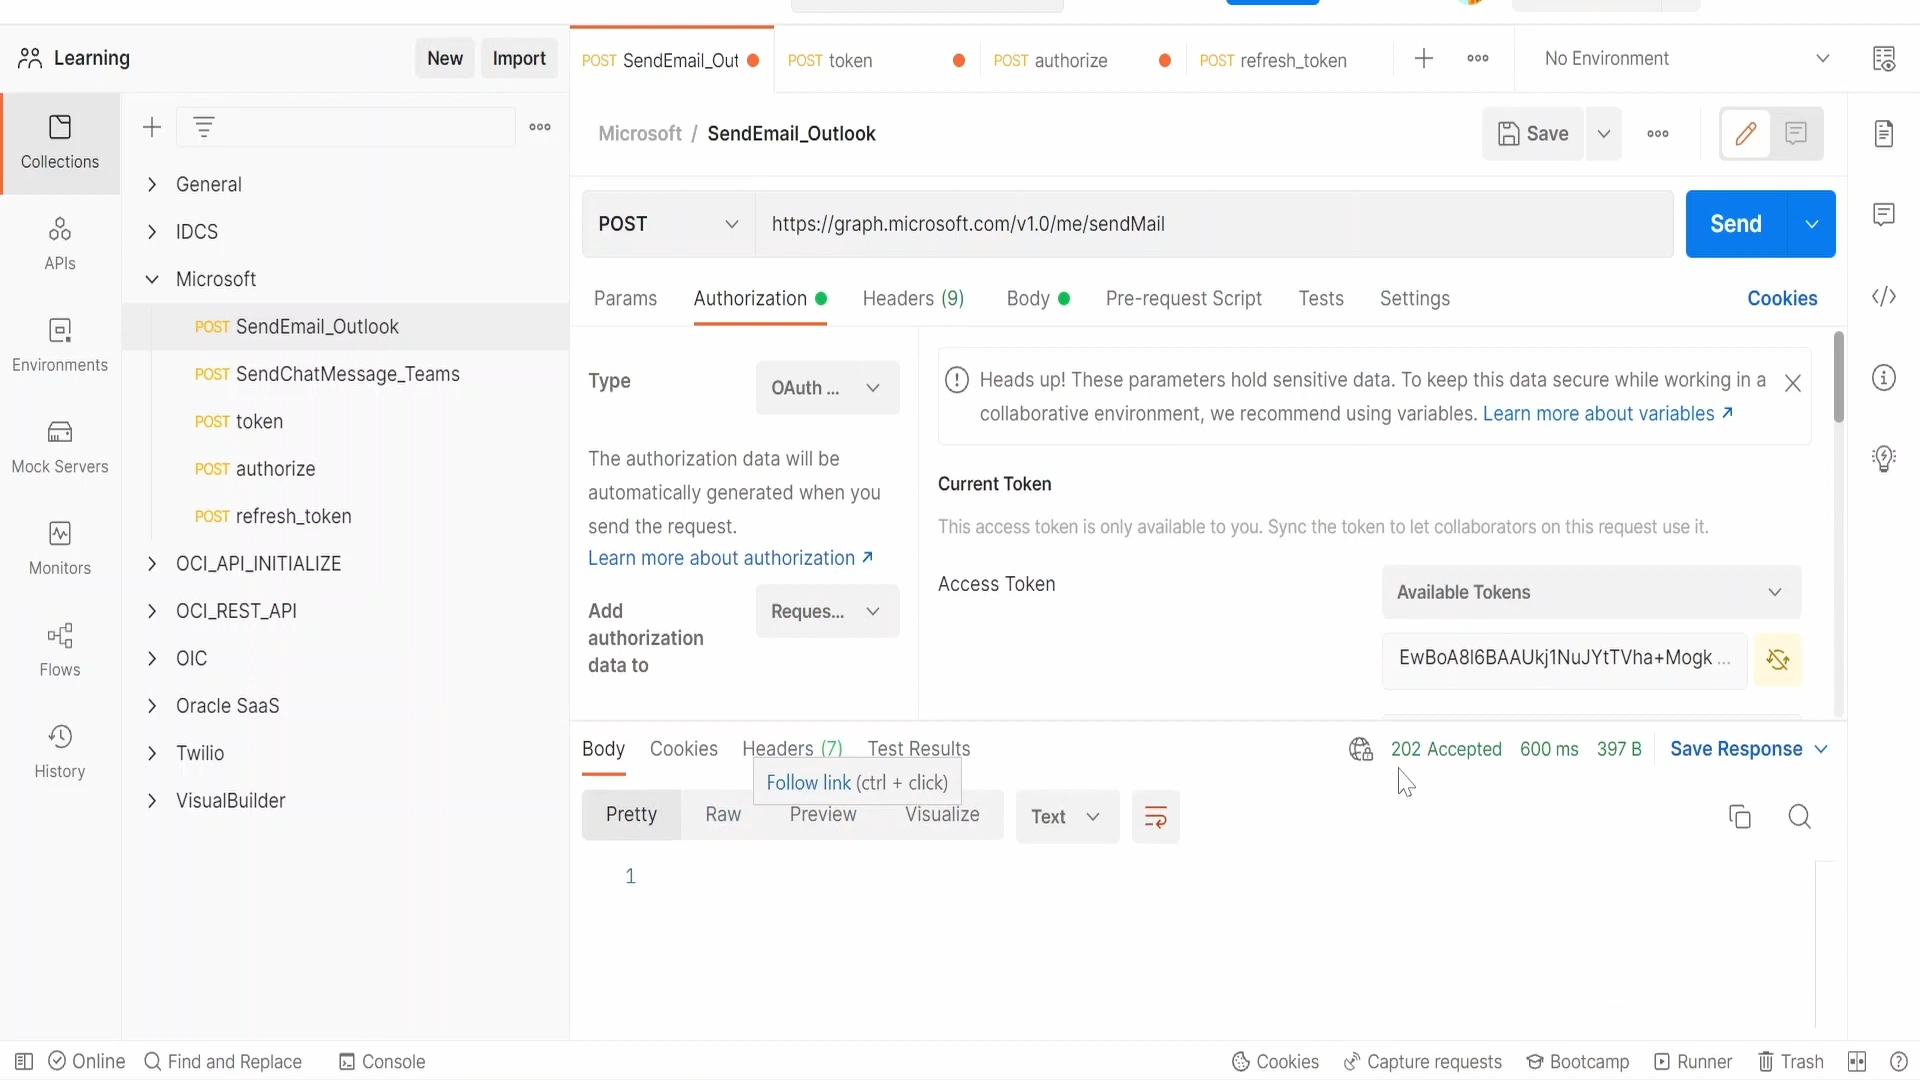 Learning
New
Import
POST SendEmail_Out
POST token
POST authorize
POST refresh_token
No Environment
Collections
APIs
Environments
Mock Servers
Monitors
Flows
History
General
IDCS
Microsoft
POST SendEmail_Outlook
POST SendChatMessage_Teams
POST token
POST authorize
POST refresh_token
OCI_API_INITIALIZE
OCI_REST_API
OIC
Oracle SaaS
Twilio
VisualBuilder
Microsoft / SendEmail_Outlook
Save
POST
https://graph.microsoft.com/v1.0/me/sendMail
Send
Params
Authorization
Headers (9)
Body
Pre-request Script
Tests
Settings
Cookies
Type
OAuth ...
The authorization data will be
automatically generated when you
send the request.
Learn more about authorization ↗
Add
authorization
data to
Reques...
Heads up! These parameters hold sensitive data. To keep this data secure while working in a
collaborative environment, we recommend using variables. Learn more about variables ↗
Current Token
This access token is only available to you. Sync the token to let collaborators on this request use it.
Access Token
Available Tokens
EwBoA8l6BAAUkj1NuJYtTVha+Mogk ...
Body
Cookies
Headers (7)
Test Results
202 Accepted
600 ms
397 B
Save Response
Follow link (ctrl + click)
Pretty
Raw
Preview
Visualize
Text
1
Online
Find and Replace
Console
Cookies
Capture requests
Bootcamp
Runner
Trash